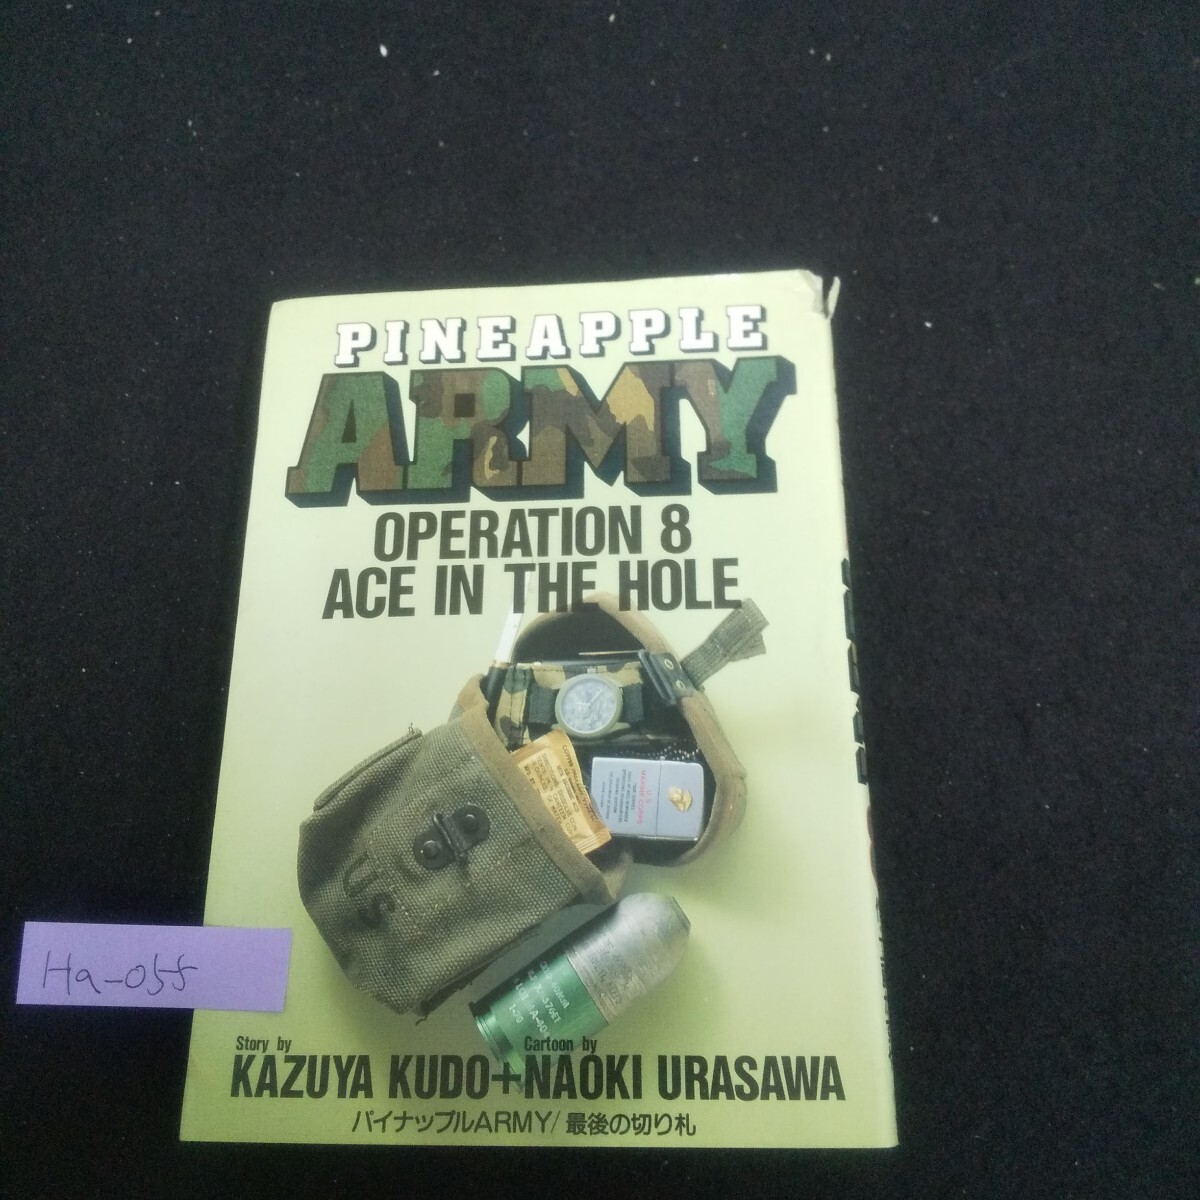 PINEAPPLE
ARMY
OPERATION 8
ACE IN THE HOLE
US
Ha-055
Story by
KAZUYA KUDO+
Cartoon by
NAOKI URASAWA
パイナップルARMY/最後の切り札